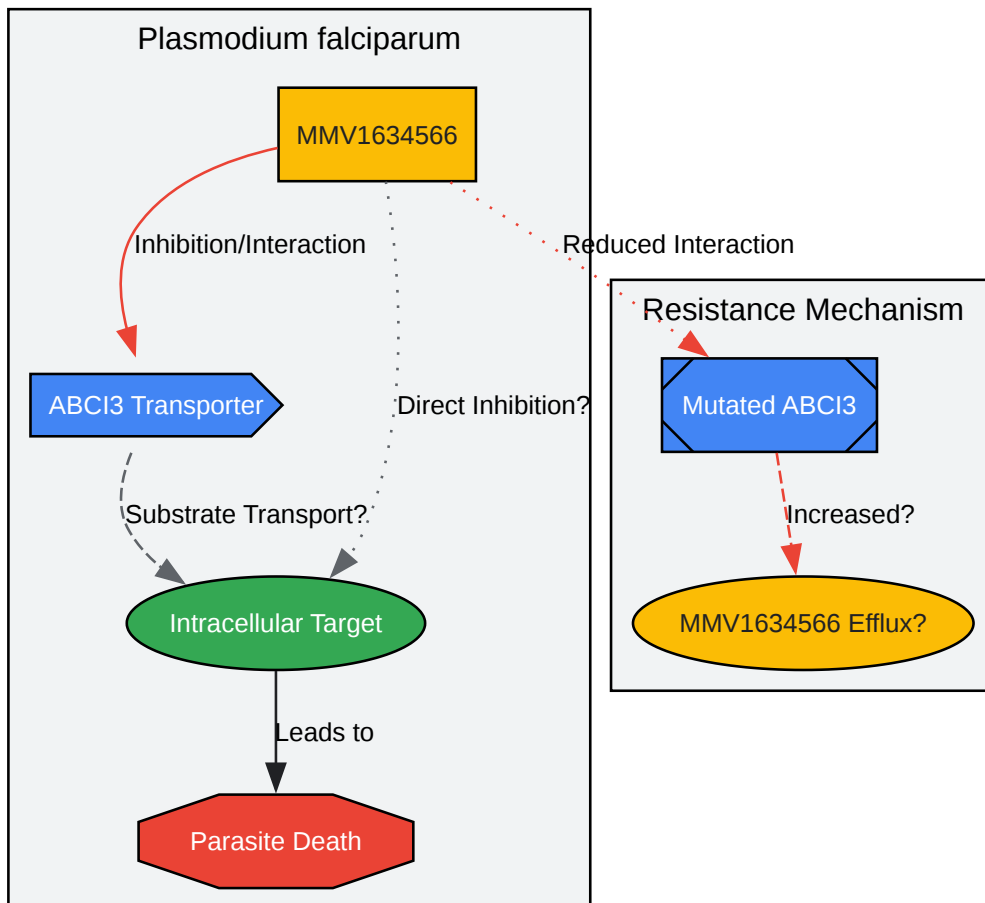 Plasmodium falciparum
MMV1634566
Inhibition/Interaction
Reduced Interaction
Resistance Mechanism
ABCI3 Transporter
Direct Inhibition?
Mutated ABCI3
Substrate Transport?
Increased?
Intracellular Target
MMV1634566 Efflux?
Leads to
Parasite Death